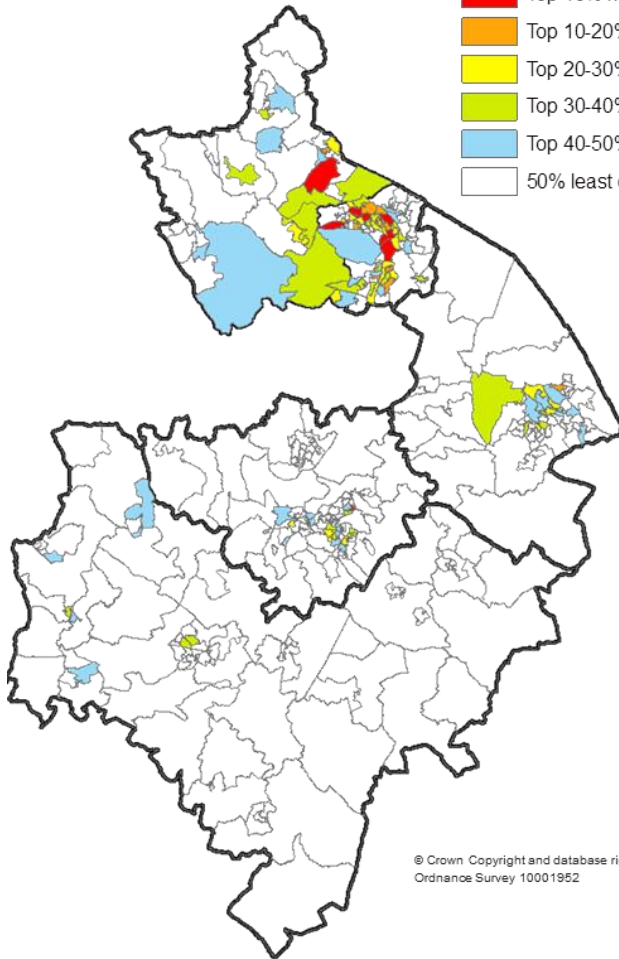 Top 10-20%
Top 20-30%
Top 30-40%
Top 40-50%
50% least
© Crown Copyright and database
Ordnance Survey 10001952